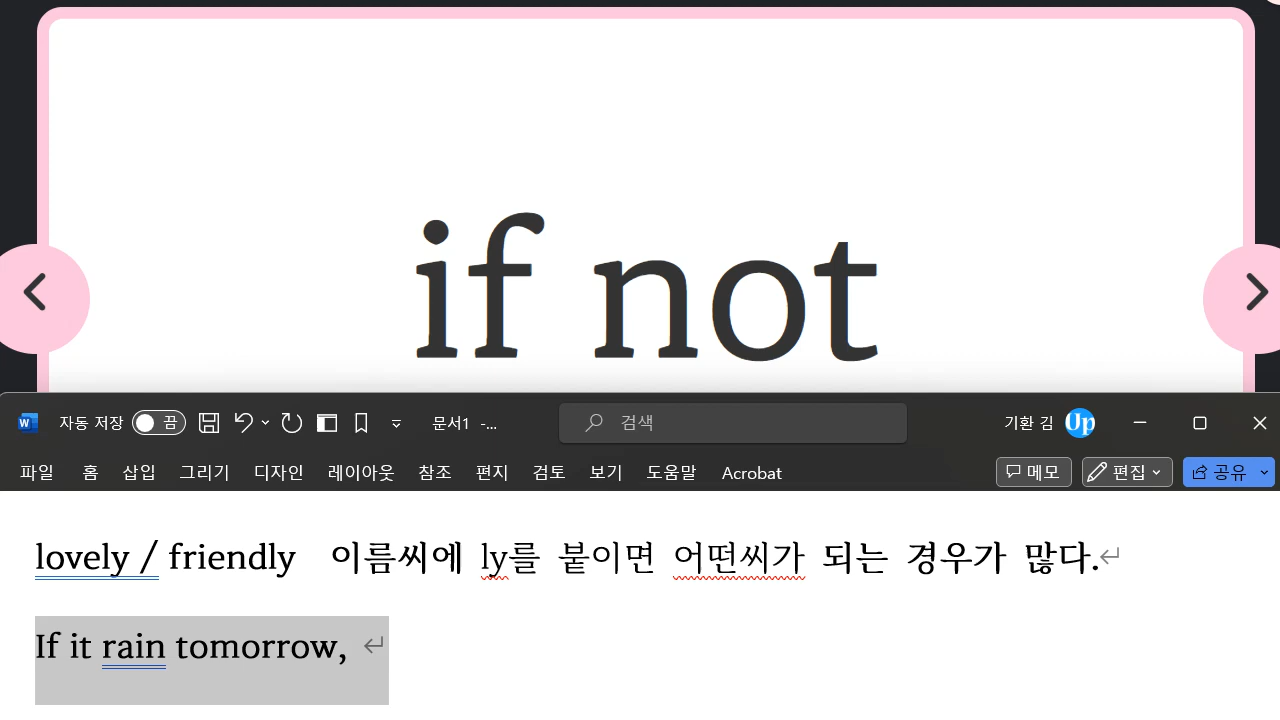 if not
자동 저장 끔 문서1 -... 검색 기환 김 Up
파일 홈 삽입 그리기 디자인 레이아웃 참조 편지 검토 보기 도움말 Acrobat 메모 편집 공유
lovely / friendly 이름씨에 ly를 붙이면 어떤씨가 되는 경우가 많다.
If it rain tomorrow,